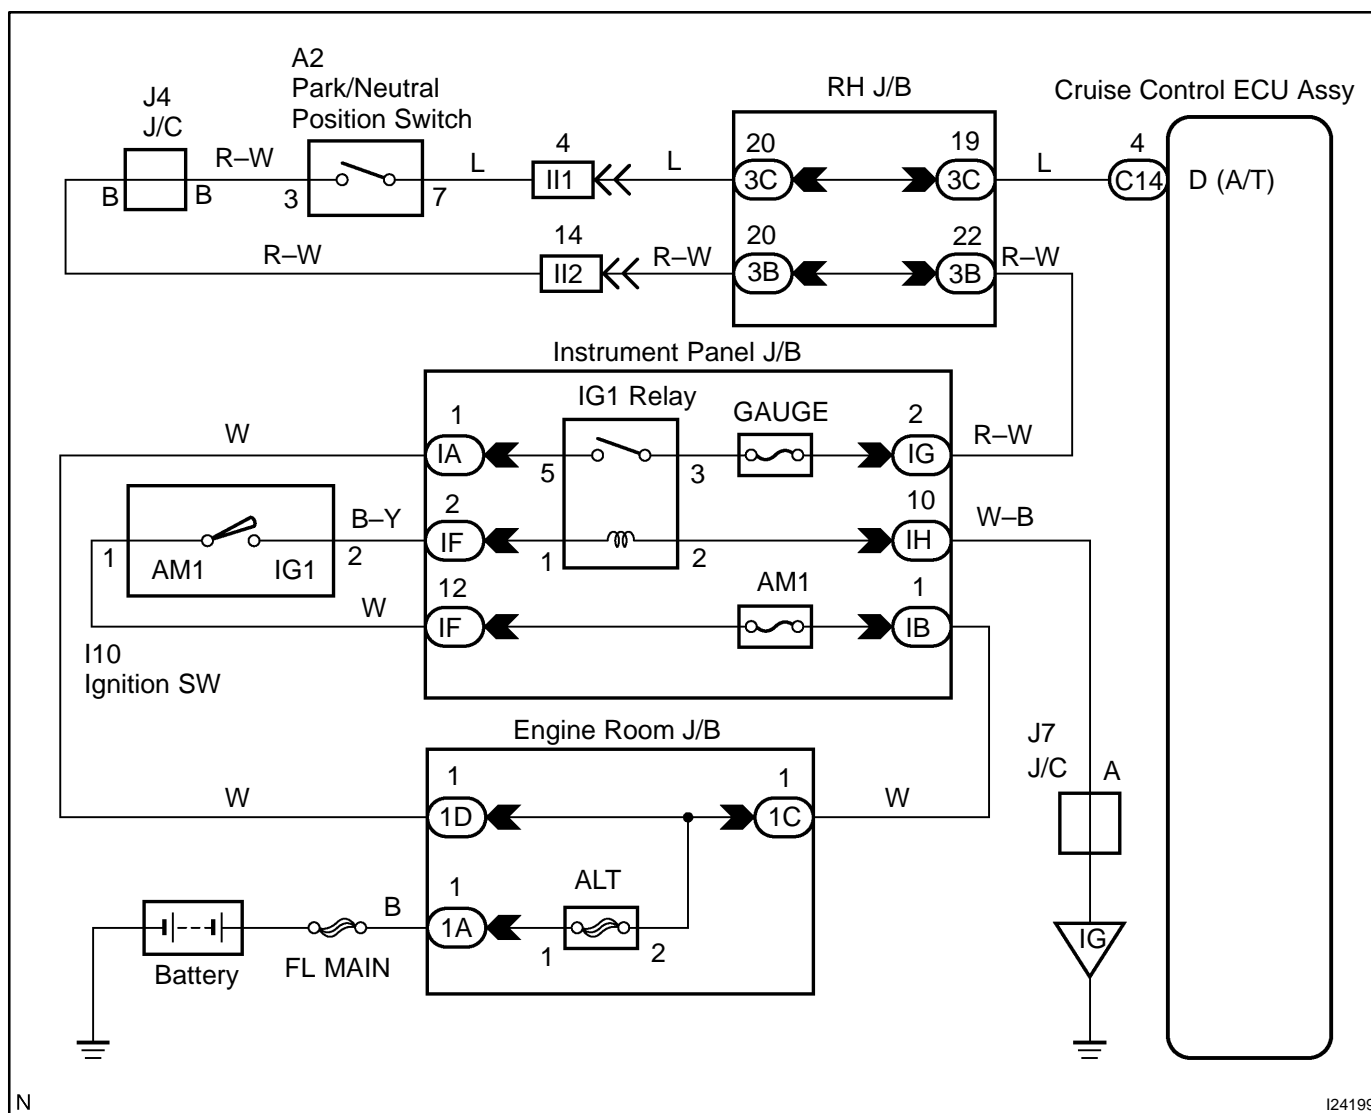 A2
Park/Neutral
Position Switch
J4
J/C
RH J/B
Cruise Control ECU Assy
R–W
B
B
3
7
L
4
II1
L
20
3C
19
3C
L
4
C14
D (A/T)
R–W
14
II2
R–W
20
3B
22
3B
R–W
Instrument Panel J/B
IG1 Relay
GAUGE
W
1
IA
5
3
2
IG
R–W
B–Y
2
IF
1
2
10
IH
W–B
1
AM1
IG1
2
W
12
IF
AM1
1
IB
I10
Ignition SW
Engine Room J/B
J7
J/C
A
W
1
1D
1
1C
W
ALT
B
1
1A
1
2
Battery
FL MAIN
IG
N
I24199